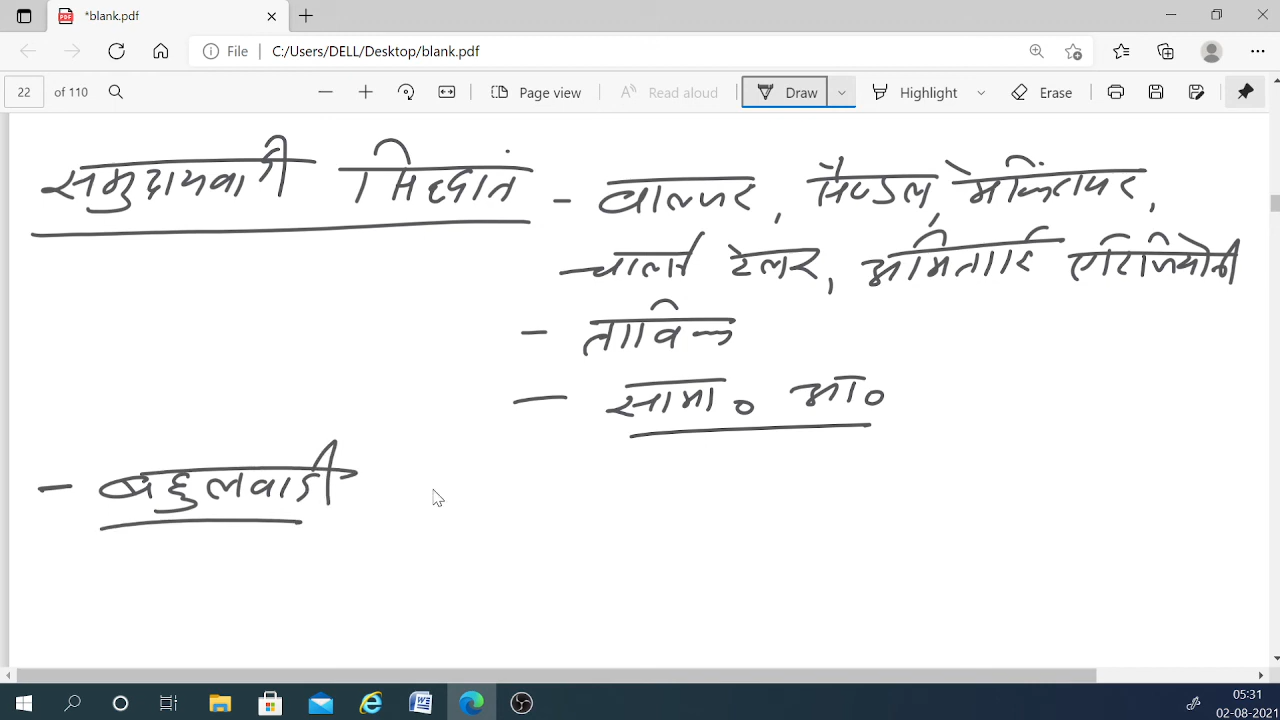 *blank.pdf
File C:/Users/DELL/Desktop/blank.pdf
22 of 110 Page view Read aloud Draw Highlight Erase
समुदायवादी सिद्धांत - वाल्जर, सैण्डल, मैकिंतायर,
चार्ल्स टेलर, अमिताई एटजियोनी
- तात्विक
- सामा० आ०
- बहुलवादी
05:31
02-08-2021